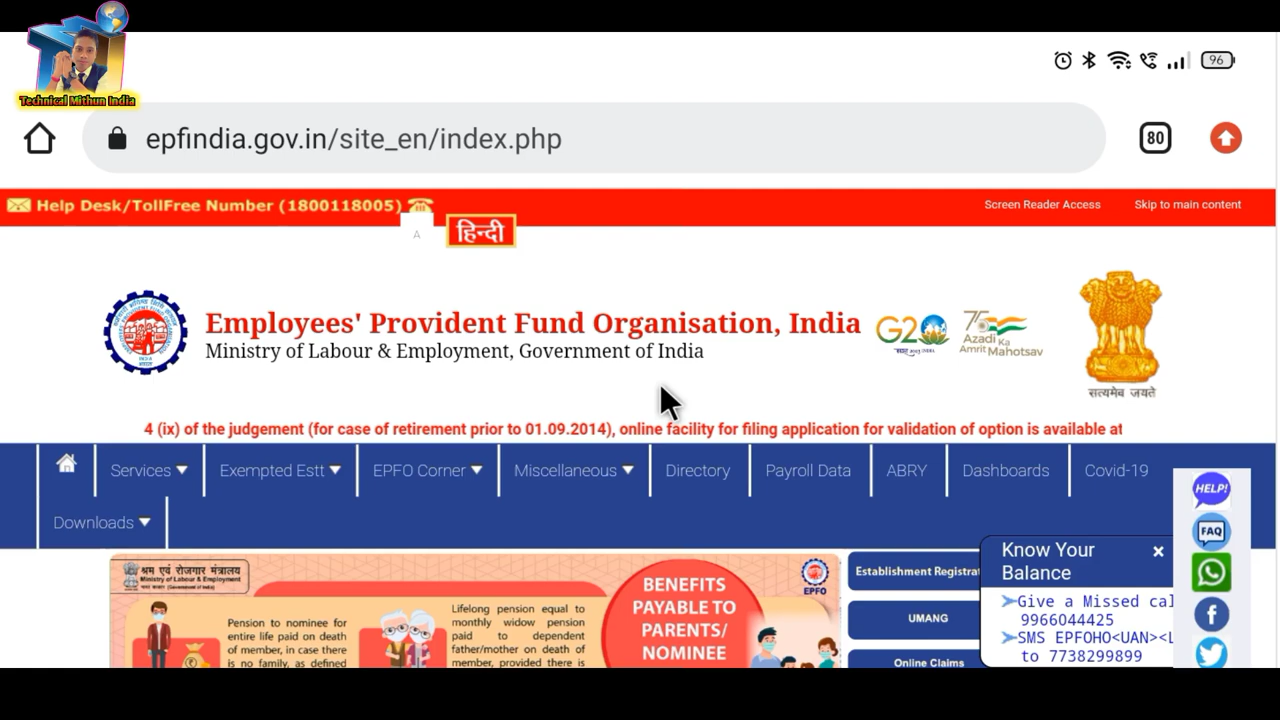 Technical Mithun India
96
epfindia.gov.in/site_en/index.php
80
Help Desk/TollFree Number (1800118005)
Screen Reader Access
Skip to main content
A
हिन्दी
Employees' Provident Fund Organisation, India
Ministry of Labour & Employment, Government of India
G20
75
Azadi Ka
Amrit Mahotsav
सत्यमेव जयते
4 (ix) of the judgement (for case of retirement prior to 01.09.2014), online facility for filing application for validation of option is available at
Services
Exempted Estt
EPFO Corner
Miscellaneous
Directory
Payroll Data
ABRY
Dashboards
Covid-19
Downloads
HELP!
FAQ
Know Your
Balance
×
Give a Missed cal
9966044425
SMS EPFOHO<UAN><L
to 7738299899
श्रम एवं रोजगार मंत्रालय
Ministry of Labour & Employment
Pension to nominee for
entire life paid on death
of member, in case there
is no family, as defined
Lifelong pension equal to
monthly widow pension
paid to dependent
father/mother on death of
member, provided there is
BENEFITS
PAYABLE TO
PARENTS/
NOMINEE
EPFO
Establishment Registrat
UMANG
Online Claims